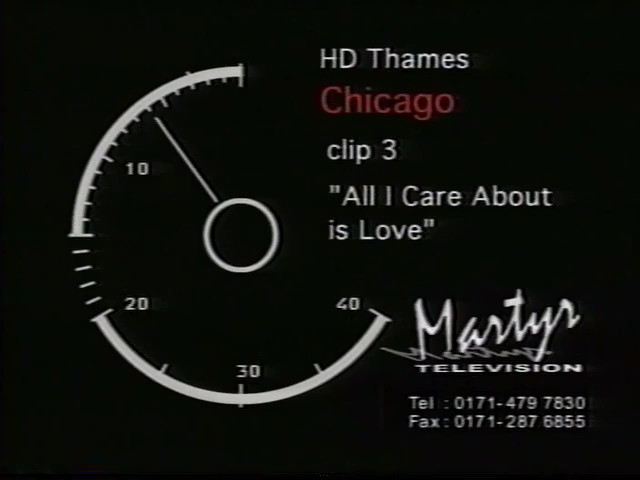 HD Thames
Chicago
clip 3
"All I Care About
is Love"
10
20
30
40
Martyr
TELEVISION
Tel : 0171-479 7830
Fax: 0171-287 6855